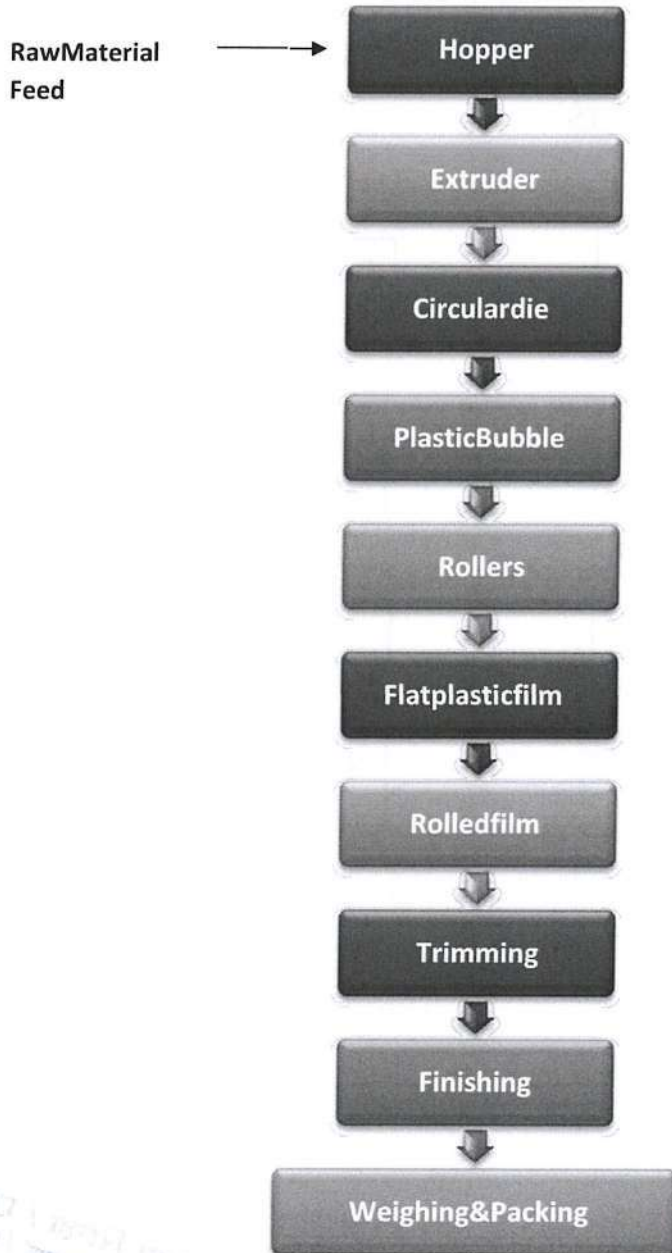 RawMaterial
Feed
Hopper
Extruder
Circulardie
PlasticBubble
Rollers
Flatplasticfilm
Rolledfilm
Trimming
Finishing
Weighing&Packing